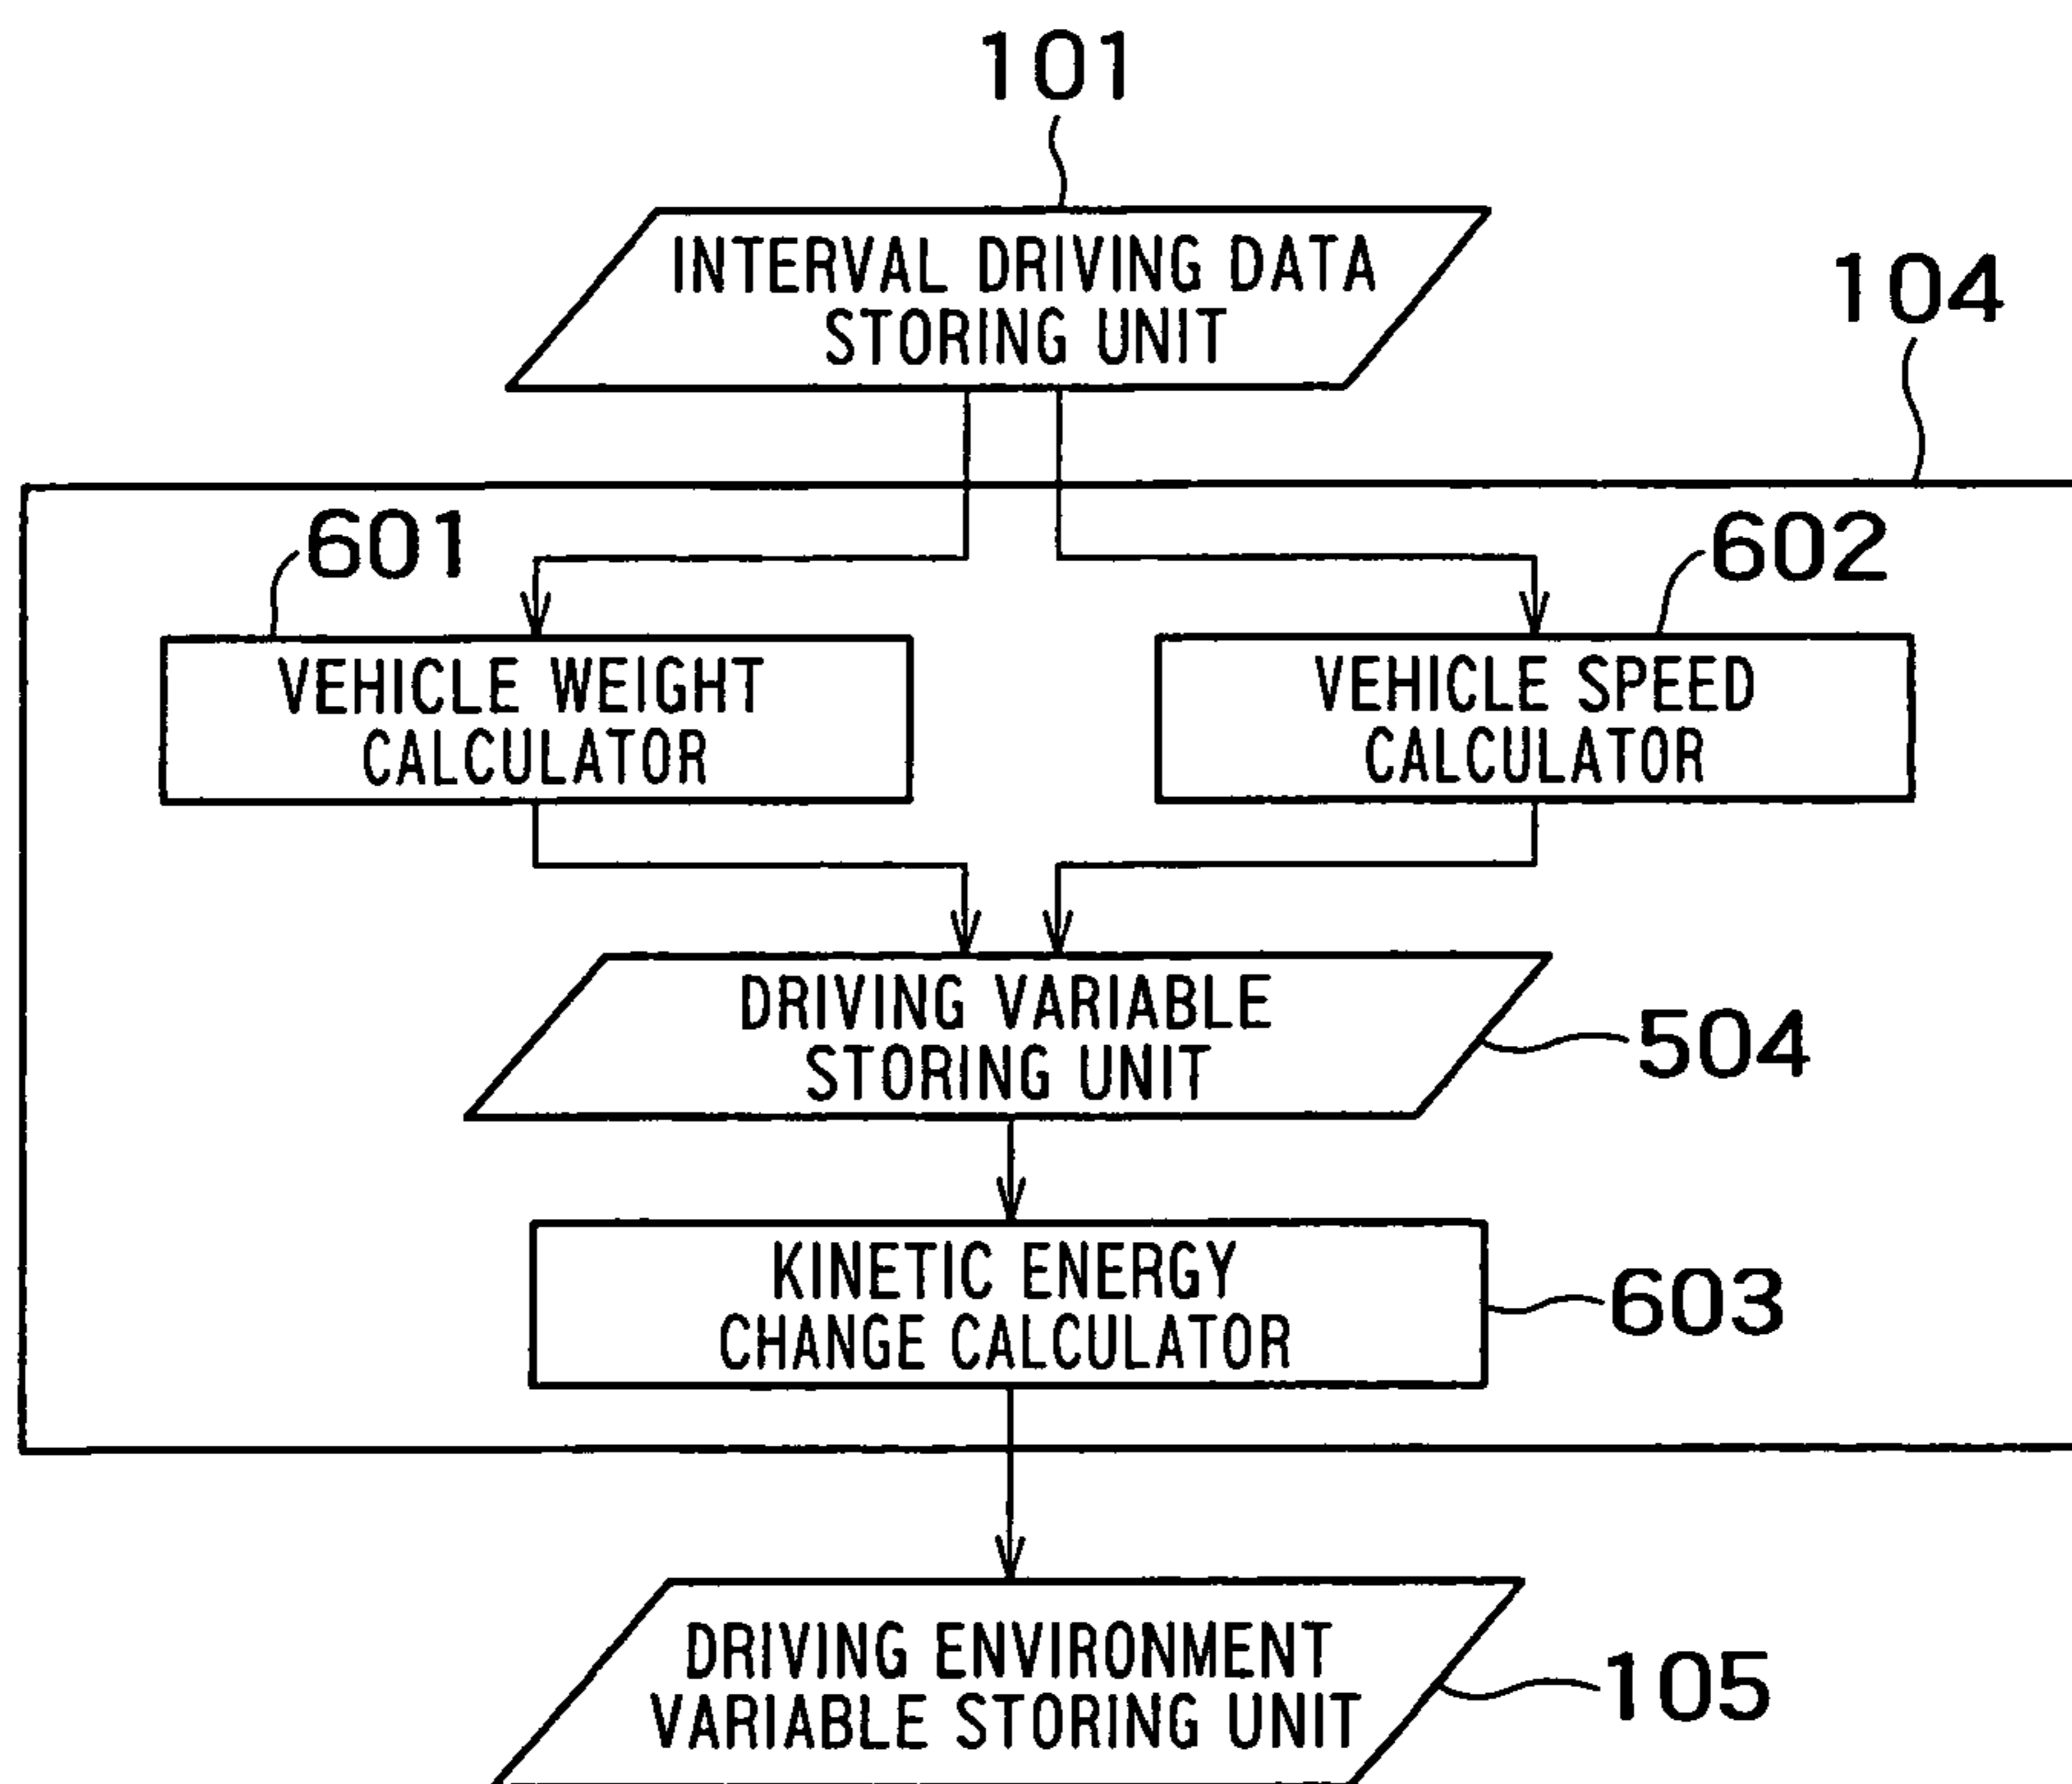 101
INTERVAL DRIVING DATA
STORING UNIT
104
601
602
VEHICLE WEIGHT
CALCULATOR
VEHICLE SPEED
CALCULATOR
DRIVING VARIABLE
STORING UNIT
504
KINETIC ENERGY
CHANGE CALCULATOR
603
DRIVING ENVIRONMENT
VARIABLE STORING UNIT
105